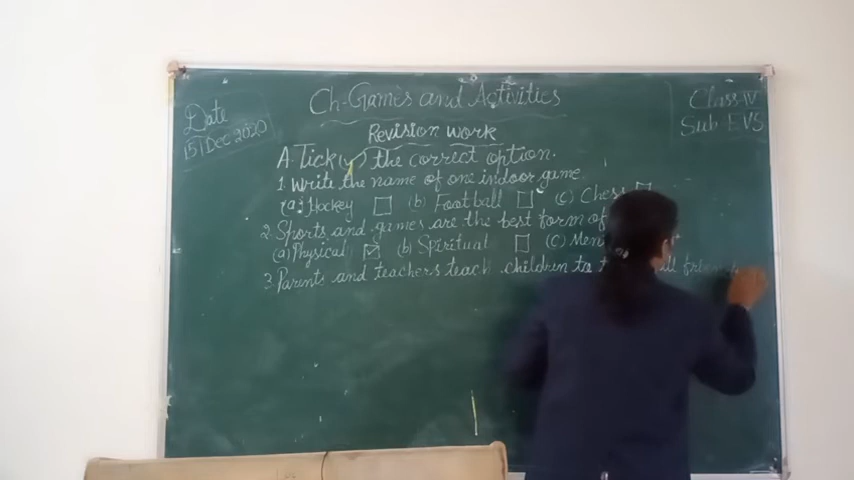 Date
15/Dec 2020
Ch-Games and Activities
Class-IV
Sub EVS
Revision work
A. Tick (✓) the correct option.
1. Write the name of one indoor game.
(a) Hockey (b) Football (c) Chess
2. Sports and games are the best form of
(a) Physical (b) Spiritual (c)
3. Parents and teachers teach children to